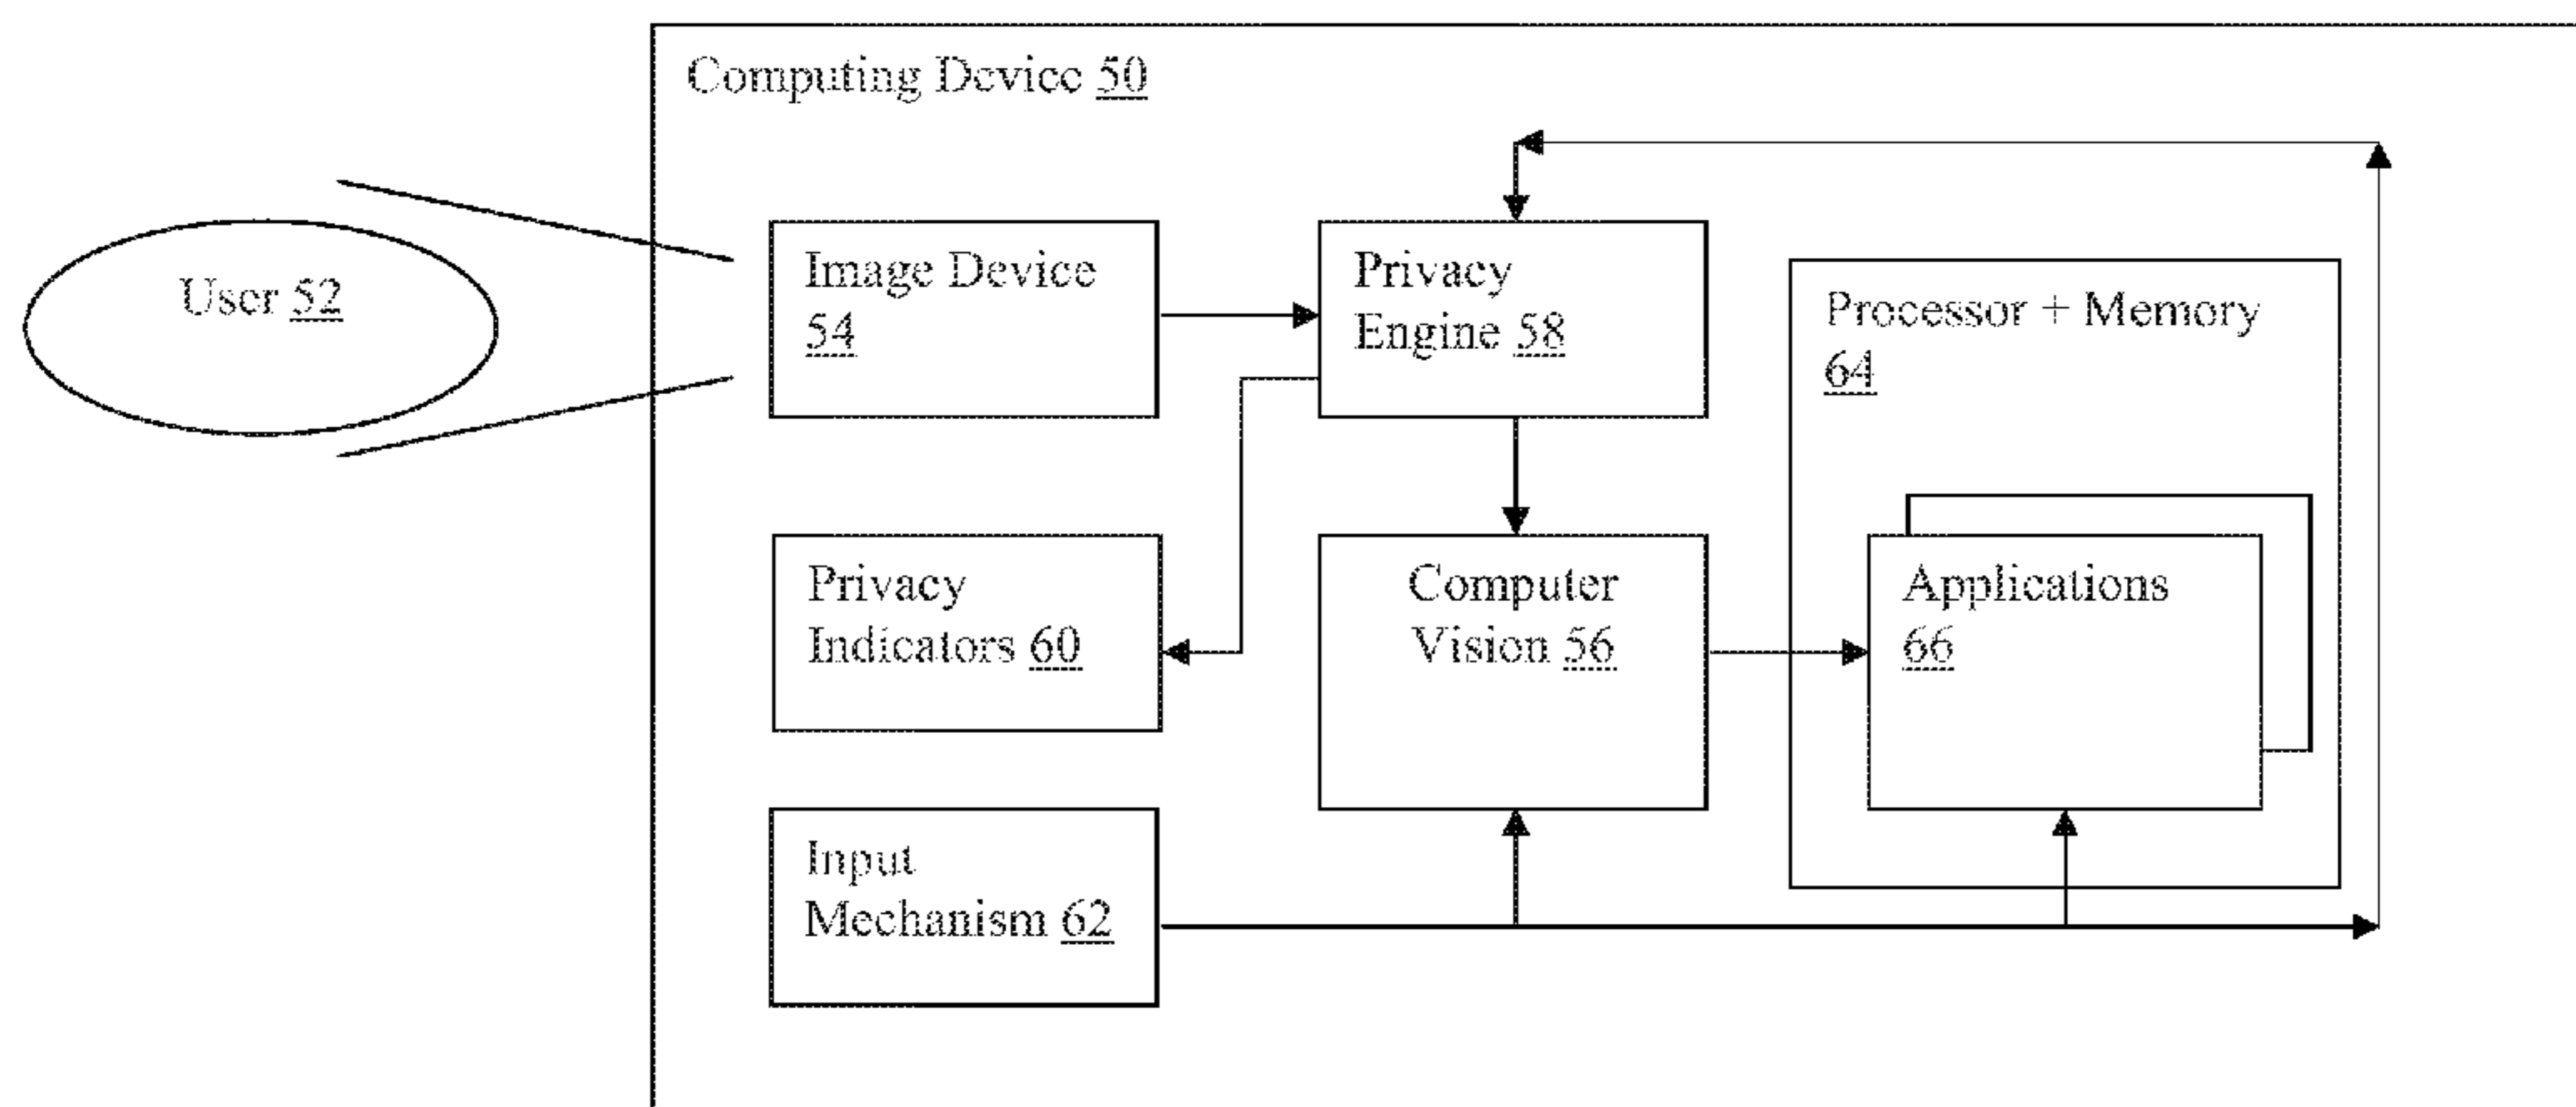 Computing Device 50
User 52
Image Device
54
Privacy
Engine 58
Processor + Memory
64
Privacy
Indicators 60
Computer
Vision 56
Applications
66
Input
Mechanism 62